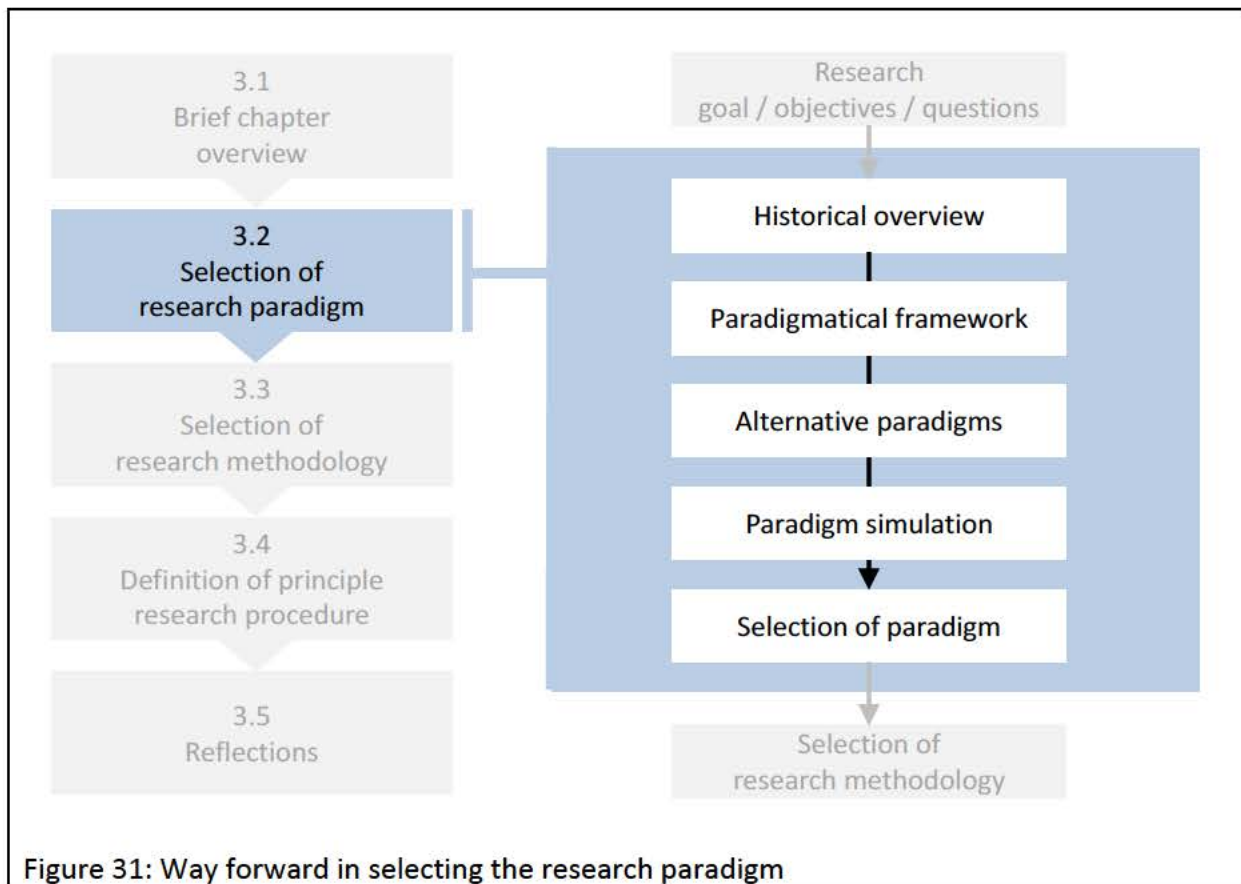 3.1
Brief chapter
overview
3.2
Selection of
research paradigm
3.3
Selection of
research methodology
3.4
Definition of principle
research procedure
3.5
Reflections
Research
goal / objectives / questions
Historical overview
Paradigmatical framework
Alternative paradigms
Paradigm simulation
Selection of paradigm
Selection of
research methodology
Figure 31: Way forward in selecting the research paradigm